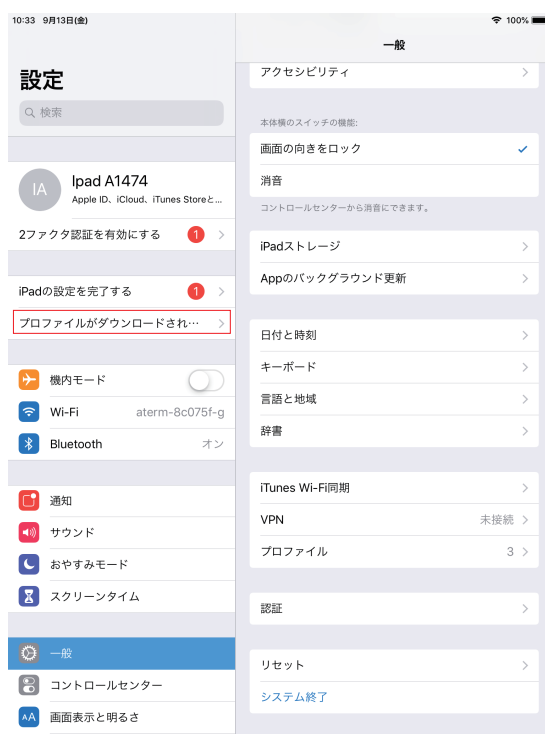 10:33 9月13日(金)
100%
設定
検索
IA
Ipad A1474
Apple ID、iCloud、iTunes Storeと...
2ファクタ認証を有効にする 1
iPadの設定を完了する 1
プロファイルがダウンロードされ…
機内モード
Wi-Fi aterm-8c075f-g
Bluetooth オン
通知
サウンド
おやすみモード
スクリーンタイム
一般
コントロールセンター
AA 画面表示と明るさ
一般
アクセシビリティ
本体横のスイッチの機能:
画面の向きをロック
消音
コントロールセンターから消音にできます。
iPadストレージ
Appのバックグラウンド更新
日付と時刻
キーボード
言語と地域
辞書
iTunes Wi-Fi同期
VPN 未接続
プロファイル 3
認証
リセット
システム終了